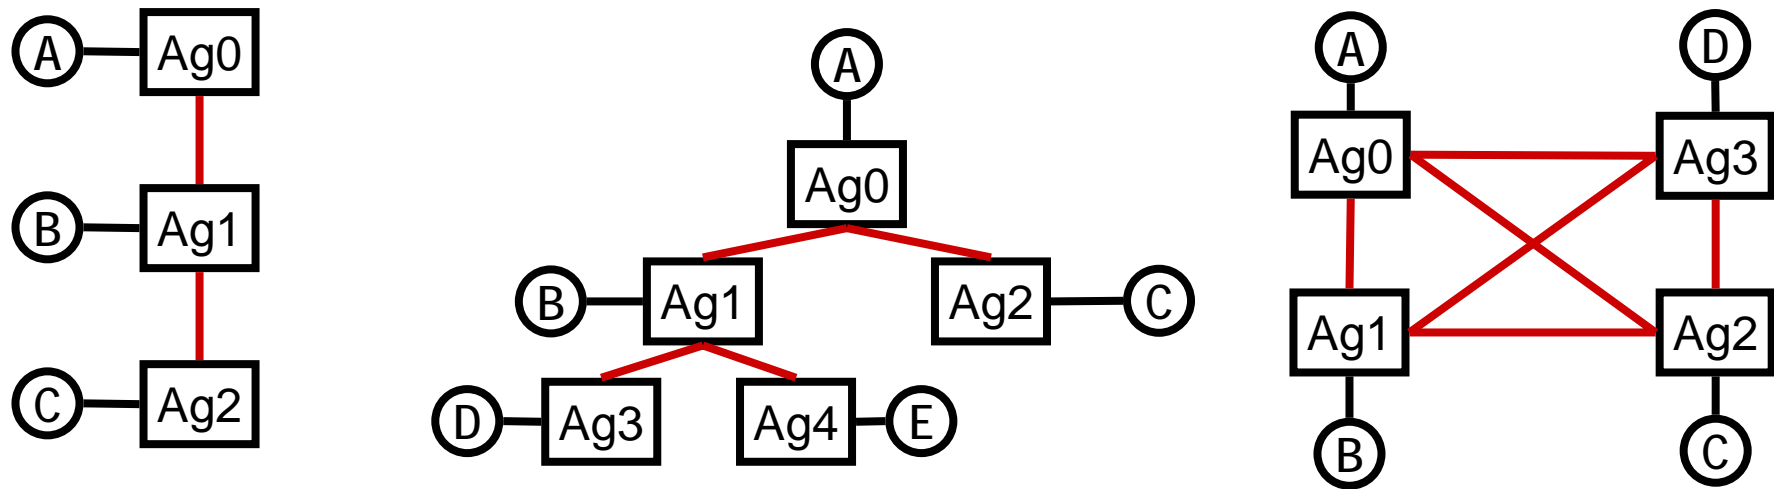 A Ag0
B Ag1
C Ag2
A
Ag0
B Ag1 Ag2 C
D Ag3 Ag4 E
A D
Ag0 Ag3
Ag1 Ag2
B C